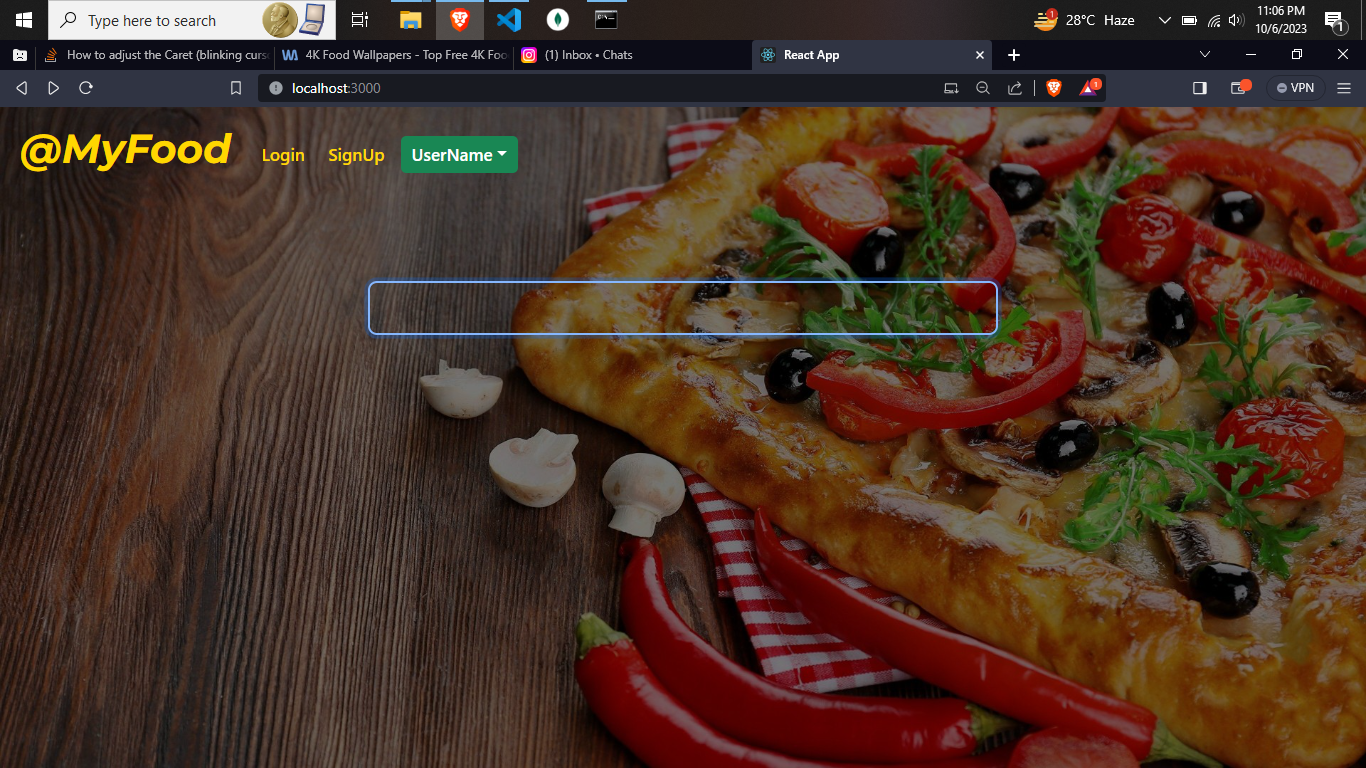 Type here to search
28°C Haze
11:06 PM
10/6/2023
1
1
How to adjust the Caret (blinking curs
4K Food Wallpapers - Top Free 4K Foo
(1) Inbox • Chats
React App
localhost:3000
1
VPN
@MyFood
Login
SignUp
UserName